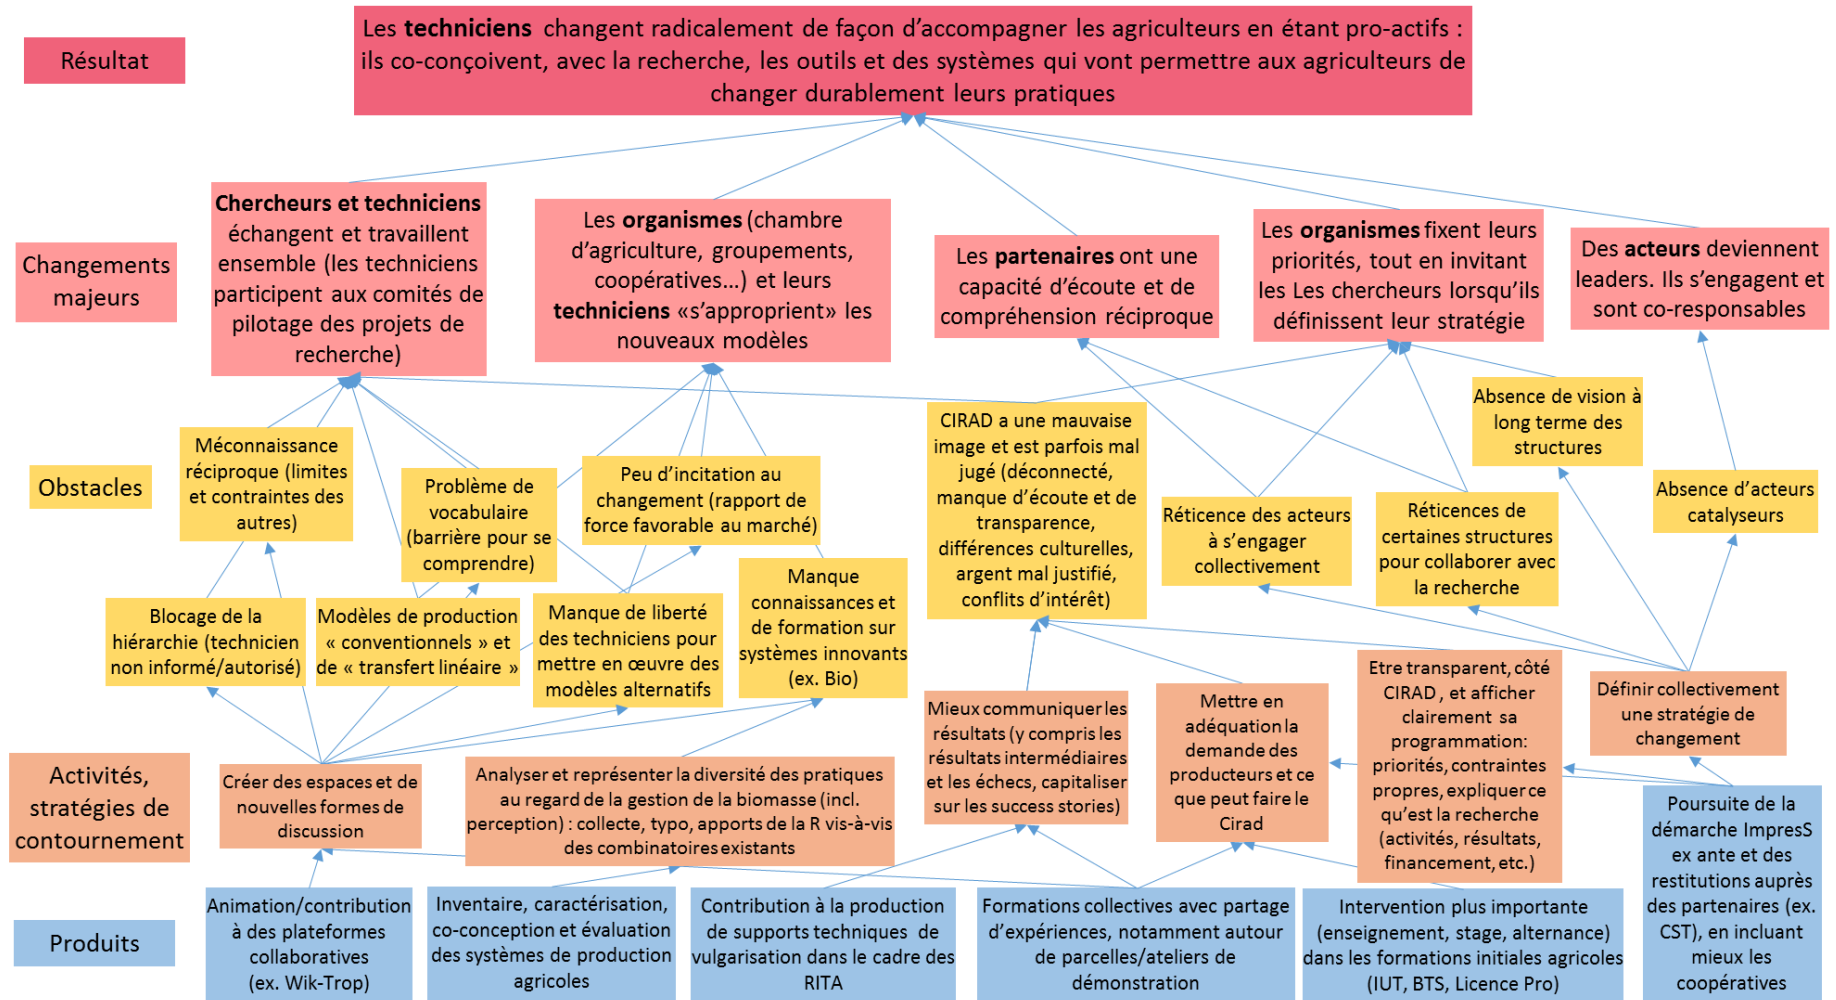 Résultat
Les techniciens changent radicalement de façon d'accompagner les agriculteurs en étant pro-actifs :
ils co-conçoivent, avec la recherche, les outils et des systèmes qui vont permettre aux agriculteurs de
changer durablement leurs pratiques
Changements
majeurs
Chercheurs et techniciens
échangent et travaillent
ensemble (les techniciens
participent aux comités de
pilotage des projets de
recherche)
Les organismes (chambre
d'agriculture, groupements,
coopératives…) et leurs
techniciens «s'approprient» les
nouveaux modèles
Les partenaires ont une
capacité d'écoute et de
compréhension réciproque
Les organismes fixent leurs
priorités, tout en invitant
les Les chercheurs lorsqu'ils
définissent leur stratégie
Des acteurs deviennent
leaders. Ils s'engagent et
sont co-responsables
Obstacles
Méconnaissance
réciproque (limites
et contraintes des
autres)
Problème de
vocabulaire
(barrière pour se
comprendre)
Peu d'incitation au
changement (rapport de
force favorable au marché)
CIRAD a une mauvaise
image et est parfois mal
jugé (déconnecté,
manque d'écoute et de
transparence,
différences culturelles,
argent mal justifié,
conflits d'intérêt)
Réticence des acteurs
à s'engager
collectivement
Réticences de
certaines structures
pour collaborer avec
la recherche
Absence de vision à
long terme des
structures
Absence d'acteurs
catalyseurs
Blocage de la
hiérarchie (technicien
non informé/autorisé)
Modèles de production
« conventionnels » et
de « transfert linéaire »
Manque de liberté
des techniciens pour
mettre en œuvre des
modèles alternatifs
Manque
connaissances et
de formation sur
systèmes innovants
(ex. Bio)
Activités,
stratégies de
contournement
Créer des espaces et de
nouvelles formes de
discussion
Analyser et représenter la diversité des pratiques
au regard de la gestion de la biomasse (incl.
perception) : collecte, typo, apports de la R vis-à-vis
des combinatoires existants
Mieux communiquer les
résultats (y compris les
résultats intermédiaires
et les échecs, capitaliser
sur les success stories)
Mettre en
adéquation la
demande des
producteurs et ce
que peut faire le
Cirad
Etre transparent, côté
CIRAD , et afficher
clairement sa
programmation:
priorités, contraintes
propres, expliquer ce
qu'est la recherche
(activités, résultats,
financement, etc.)
Définir collectivement
une stratégie de
changement
Produits
Animation/contribution
à des plateformes
collaboratives
(ex. Wik-Trop)
Inventaire, caractérisation,
co-conception et évaluation
des systèmes de production
agricoles
Contribution à la production
de supports techniques de
vulgarisation dans le cadre des
RITA
Formations collectives avec partage
d'expériences, notamment autour
de parcelles/ateliers de
démonstration
Intervention plus importante
(enseignement, stage, alternance)
dans les formations initiales agricoles
(IUT, BTS, Licence Pro)
Poursuite de la
démarche ImpresS
ex ante et des
restitutions auprès
des partenaires (ex.
CST), en incluant
mieux les
coopératives